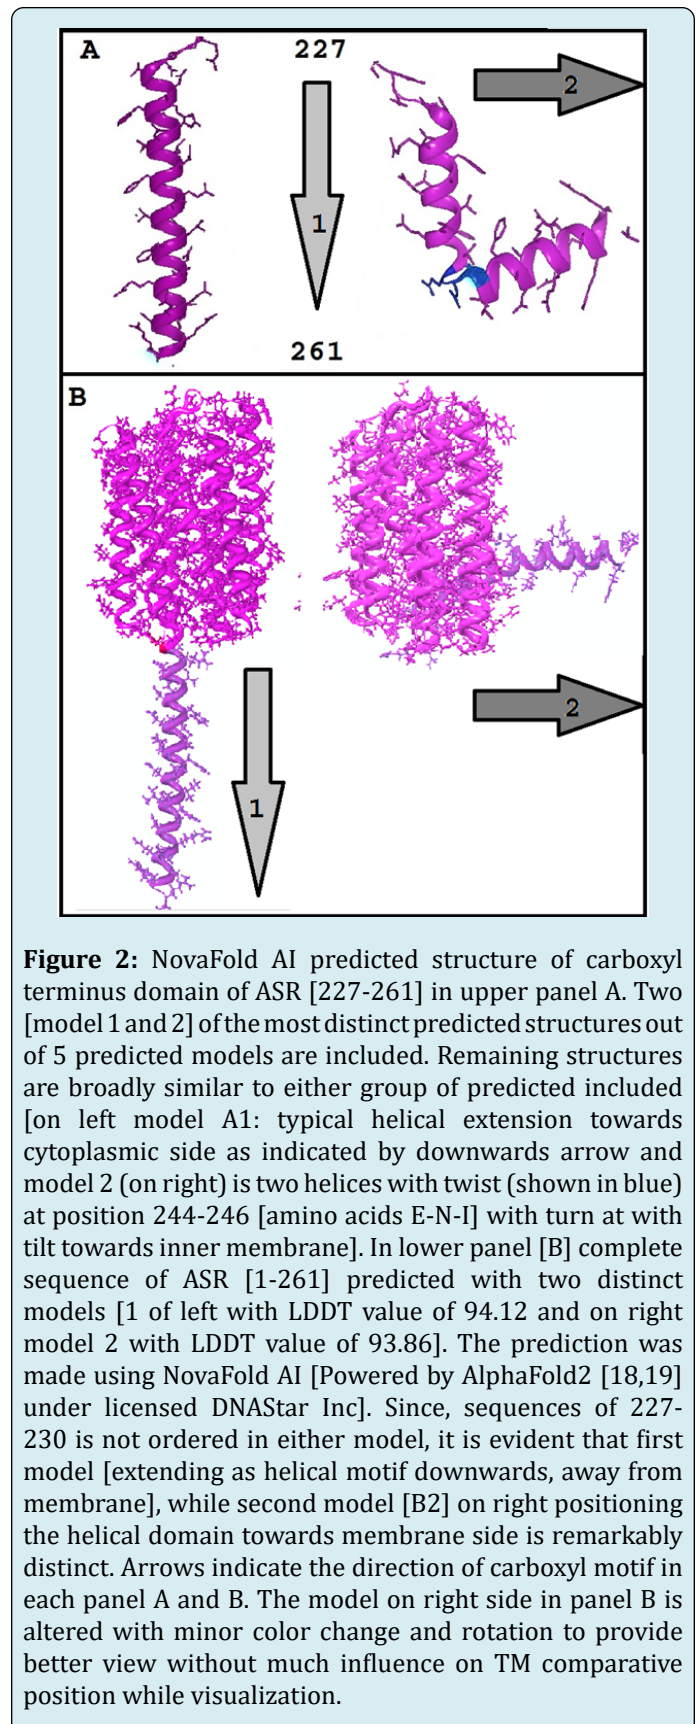 A
227
2
1
261
B
2
1
Figure 2: NovaFold AI predicted structure of carboxyl
terminus domain of ASR [227-261] in upper panel A. Two
[model 1 and 2] of the most distinct predicted structures out
of 5 predicted models are included. Remaining structures
are broadly similar to either group of predicted included
[on left model A1: typical helical extension towards
cytoplasmic side as indicated by downwards arrow and
model 2 (on right) is two helices with twist (shown in blue)
at position 244-246 [amino acids E-N-I] with turn at with
tilt towards inner membrane]. In lower panel [B] complete
sequence of ASR [1-261] predicted with two distinct
models [1 of left with LDDT value of 94.12 and on right
model 2 with LDDT value of 93.86]. The prediction was
made using NovaFold AI [Powered by AlphaFold2 [18,19]
under licensed DNAStar Inc]. Since, sequences of 227-
230 is not ordered in either model, it is evident that first
model [extending as helical motif downwards, away from
membrane], while second model [B2] on right positioning
the helical domain towards membrane side is remarkably
distinct. Arrows indicate the direction of carboxyl motif in
each panel A and B. The model on right side in panel B is
altered with minor color change and rotation to provide
better view without much influence on TM comparative
position while visualization.